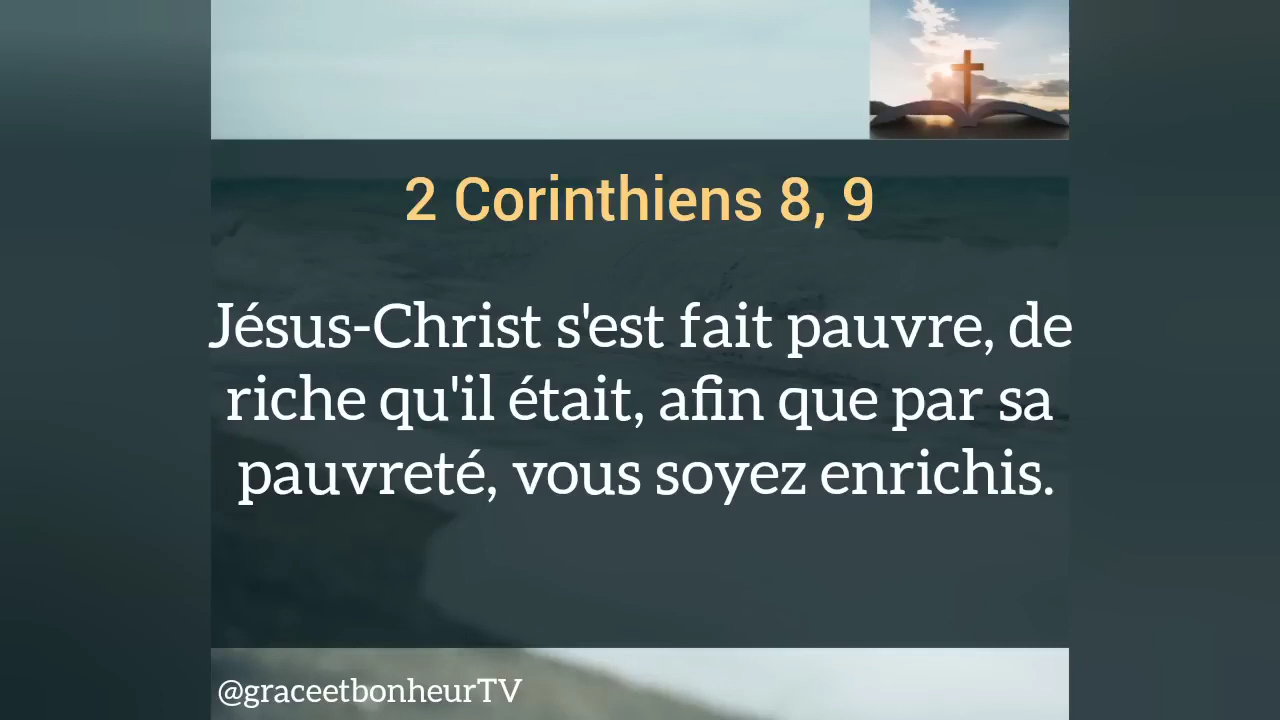 2 Corinthiens 8, 9
Jésus-Christ s'est fait pauvre, de
riche qu'il était, afin que par sa
pauvreté, vous soyez enrichis.
@graceetbonheurTV